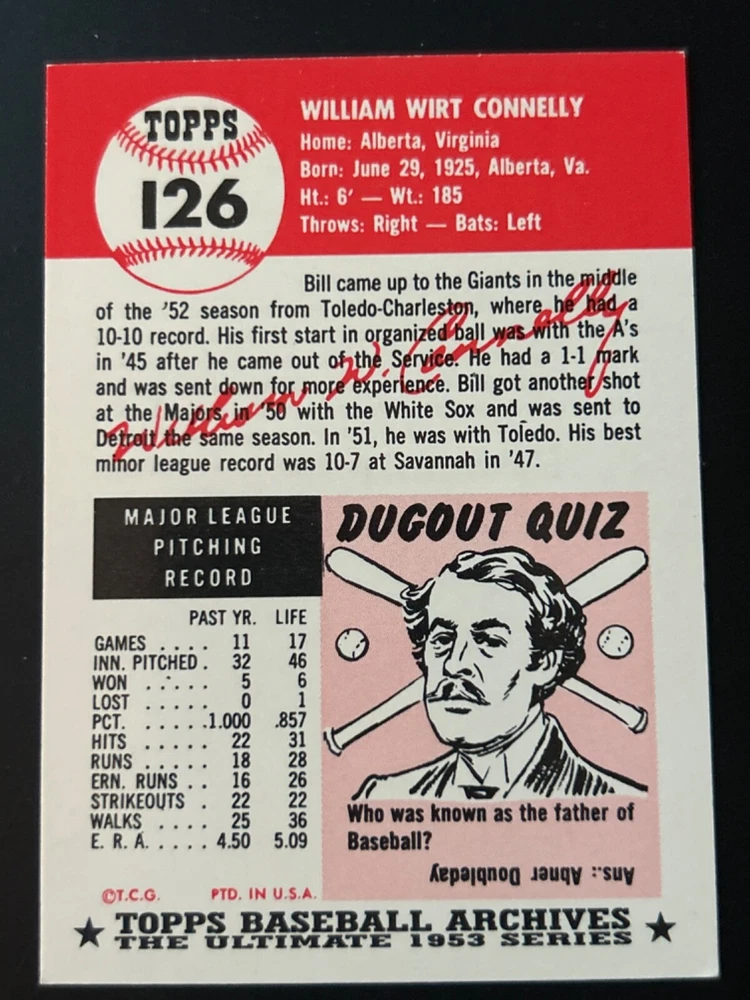 TOPPS
126
WILLIAM WIRT CONNELLY
Home: Alberta, Virginia
Born: June 29, 1925, Alberta, Va.
Ht.: 6' — Wt.: 185
Throws: Right — Bats: Left
Bill came up to the Giants in the middle
of the '52 season from Toledo-Charleston, where he had a
10-10 record. His first start in organized ball was with the A's
in '45 after he came out of the Service. He had a 1-1 mark
and was sent down for more experience. Bill got another shot
at the Majors in '50 with the White Sox and was sent to
Detroit the same season. In '51, he was with Toledo. His best
minor league record was 10-7 at Savannah in '47.
William W. Connelly
MAJOR LEAGUE
PITCHING
RECORD
PAST YR. LIFE
GAMES . . . . 11 17
INN. PITCHED . 32 46
WON . . . . . 5 6
LOST . . . . . 0 1
PCT. . . . . .1.000 .857
HITS . . . . . 22 31
RUNS . . . . . 18 28
ERN. RUNS . . 16 26
STRIKEOUTS . 22 22
WALKS . . . . 25 36
E. R. A. . . . . 4.50 5.09
DUGOUT QUIZ
Who was known as the father of
Baseball?
Ans.: Abner Doubleday
©T.C.G. PTD. IN U.S.A.
★ TOPPS BASEBALL ARCHIVES ★
THE ULTIMATE 1953 SERIES